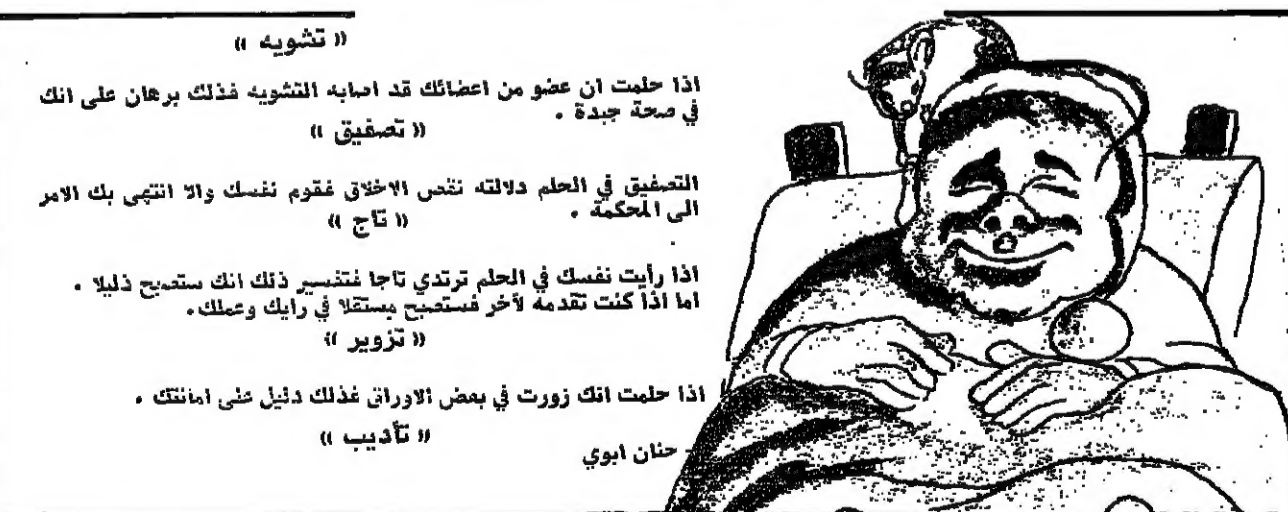 (( تشويه ))
اذا حلمت ان عضو من اعضائك قد اصابه التشويه فذلك برهان على انك
في صحة جيدة .
(( تصفيق ))
التصفيق في الحلم دلالته نقص الاخلاق فقوم نفسك والا انتهى بك الامر
الى المحكمة .
(( تاج ))
اذا رأيت نفسك في الحلم ترتدي تاجا فتفسير ذلك انك ستصبح ذليلا .
اما اذا كنت تقدمه لآخر فستصبح مستقلا في رايك وعملك .
(( تزوير ))
اذا حلمت انك زورت في بعض الاوراق فذلك دليل على امانتك .
(( تأديب ))
- حنان ابوي